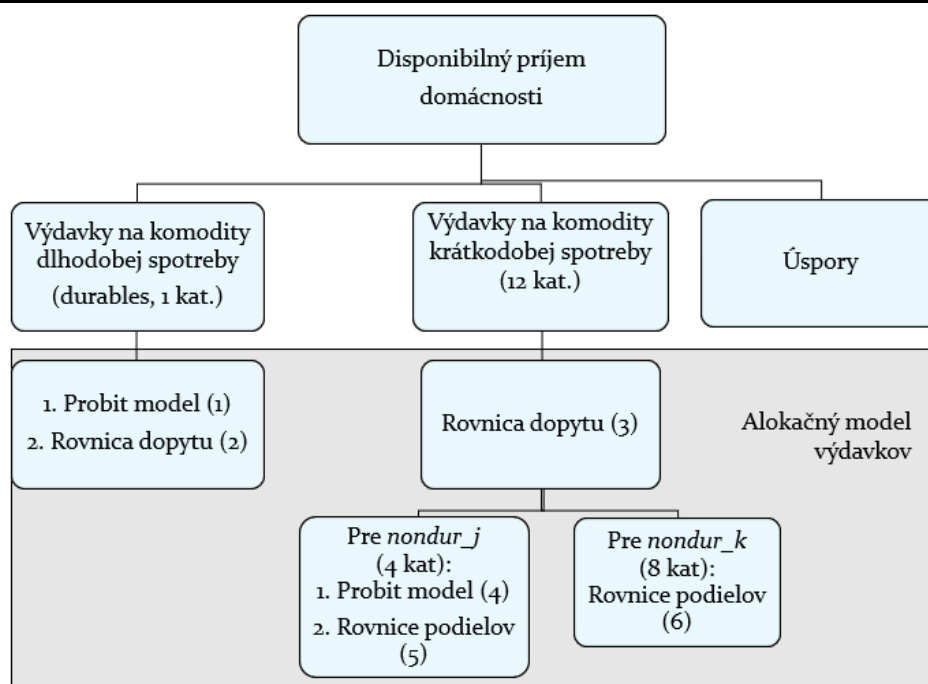 Disponibilný príjem
domácnosti
Výdavky na komodity
dlhodobej spotreby
(durables, 1 kat.)
Výdavky na komodity
krátkodobej spotreby
(12 kat.)
Úspory
1. Probit model (1)
2. Rovnica dopytu (2)
Rovnica dopytu (3)
Alokačný model
výdavkov
Pre nondur_j
(4 kat):
1. Probit model (4)
2. Rovnice podielov
(5)
Pre nondur_k
(8 kat):
Rovnice podielov
(6)